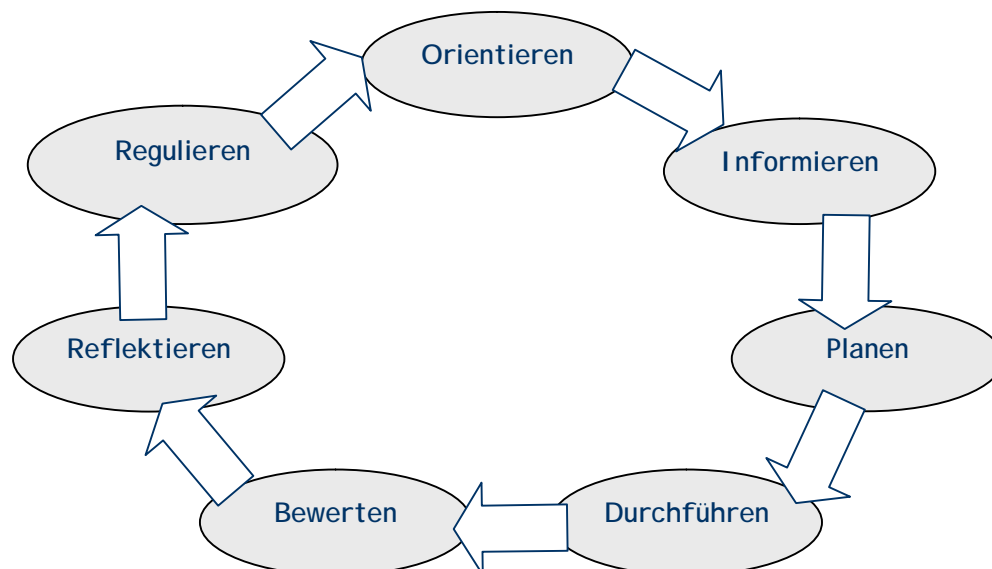 Orientieren
Informieren
Planen
Durchführen
Bewerten
Reflektieren
Regulieren